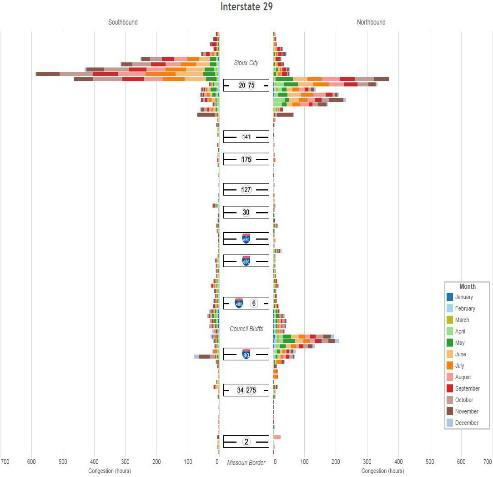 Interstate 29
Southbound
Northbound
Sioux City
20 75
141
175
127
30
6
Council Bluffs
34 275
2
Missouri Border
700 600 500 400 300 200 100 0
0 100 200 300 400 500 600 700
Congestion (hours)
Congestion (hours)
Month
January
February
March
April
May
June
July
August
September
October
November
December